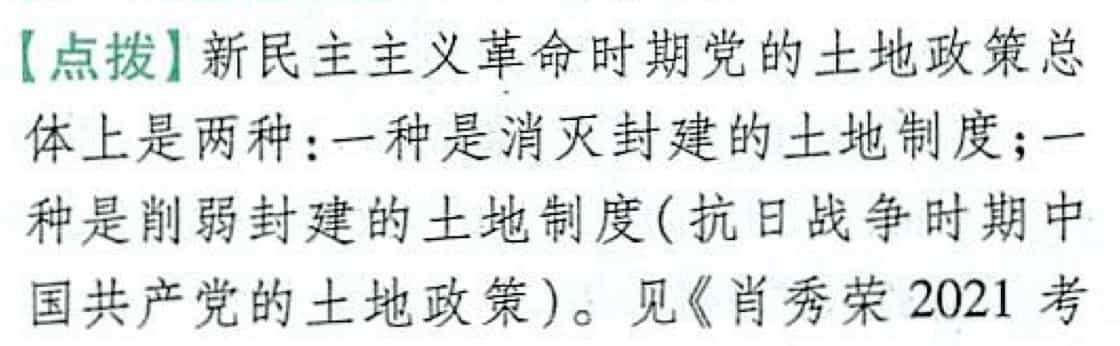 【点拨】新民主主义革命时期党的土地政策总
体上是两种:一种是消灭封建的土地制度;一
种是削弱封建的土地制度(抗日战争时期中
国共产党的土地政策)。见《肖秀荣 2021 考